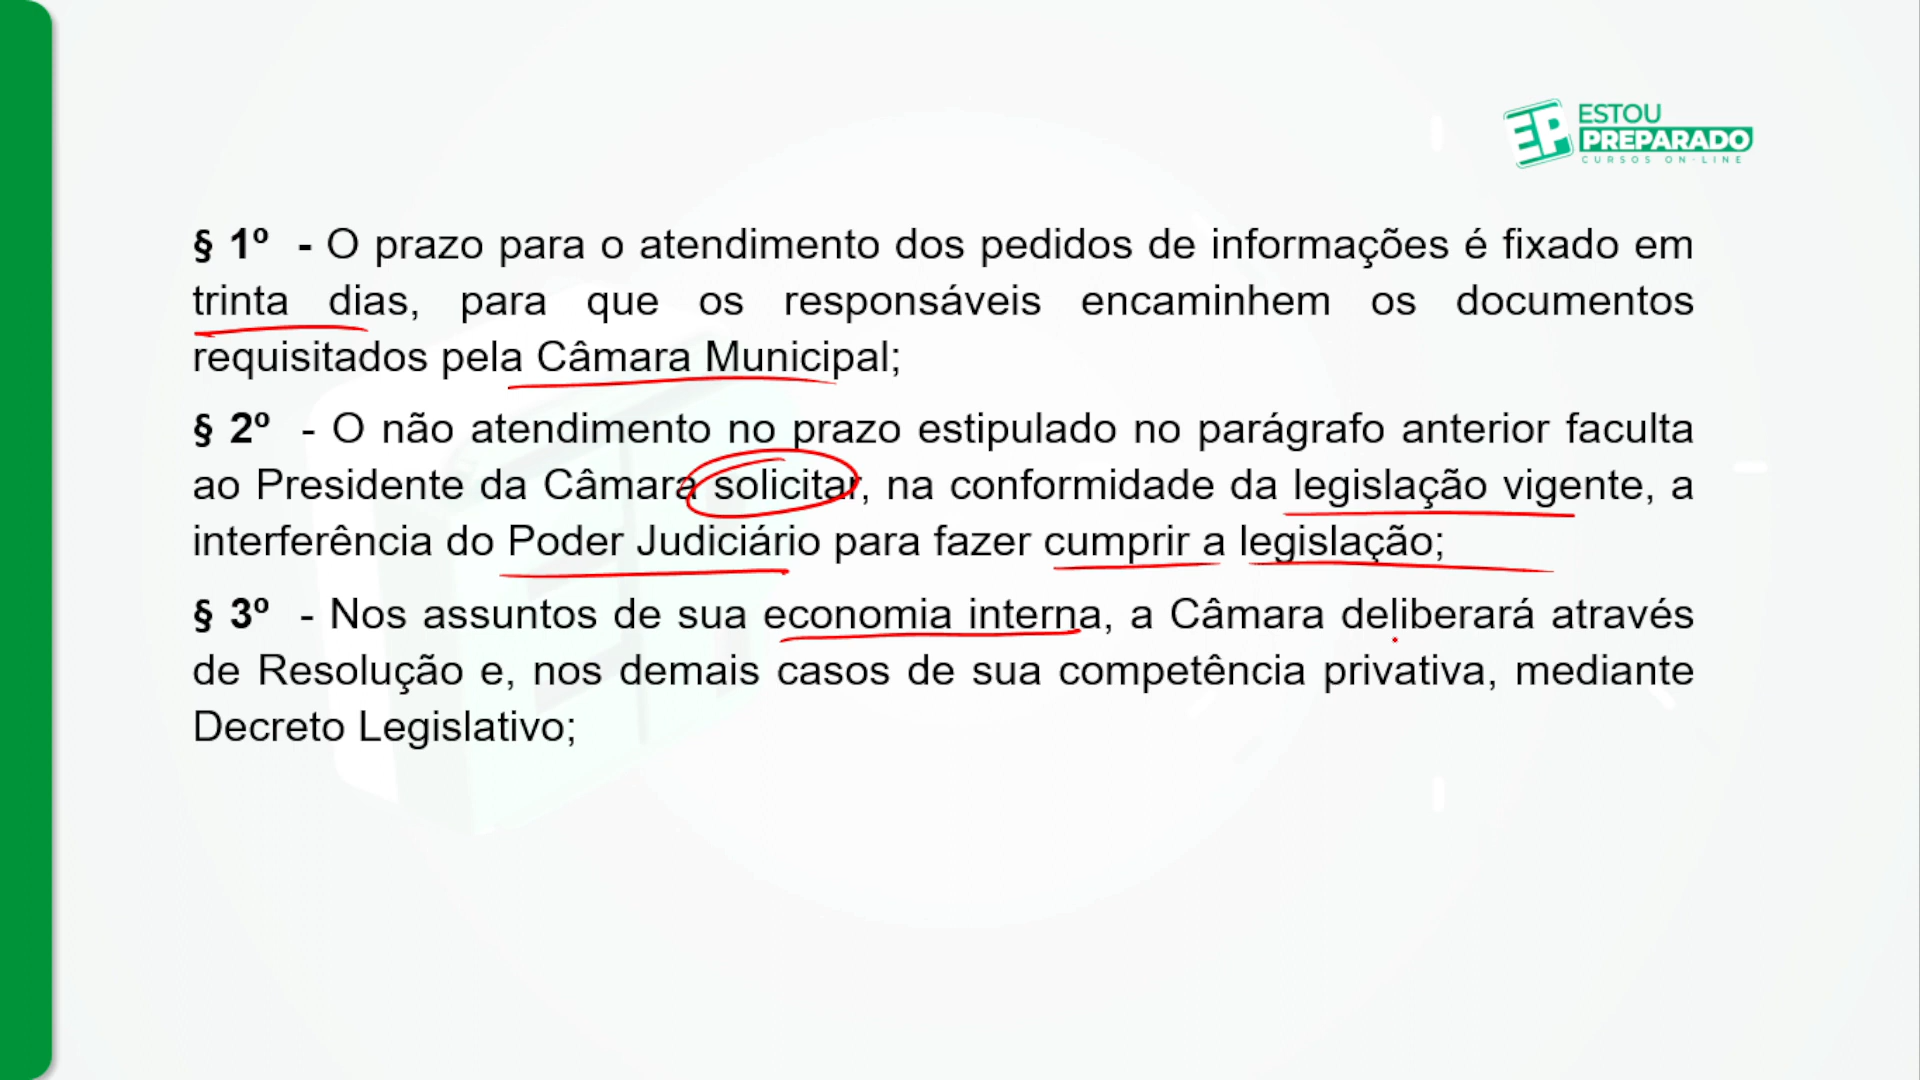 EP ESTOU
PREPARADO
CURSOS ON-LINE
§ 1º - O prazo para o atendimento dos pedidos de informações é fixado em
trinta dias, para que os responsáveis encaminhem os documentos
requisitados pela Câmara Municipal;
§ 2º - O não atendimento no prazo estipulado no parágrafo anterior faculta
ao Presidente da Câmara solicitar, na conformidade da legislação vigente, a
interferência do Poder Judiciário para fazer cumprir a legislação;
§ 3º - Nos assuntos de sua economia interna, a Câmara deliberará através
de Resolução e, nos demais casos de sua competência privativa, mediante
Decreto Legislativo;